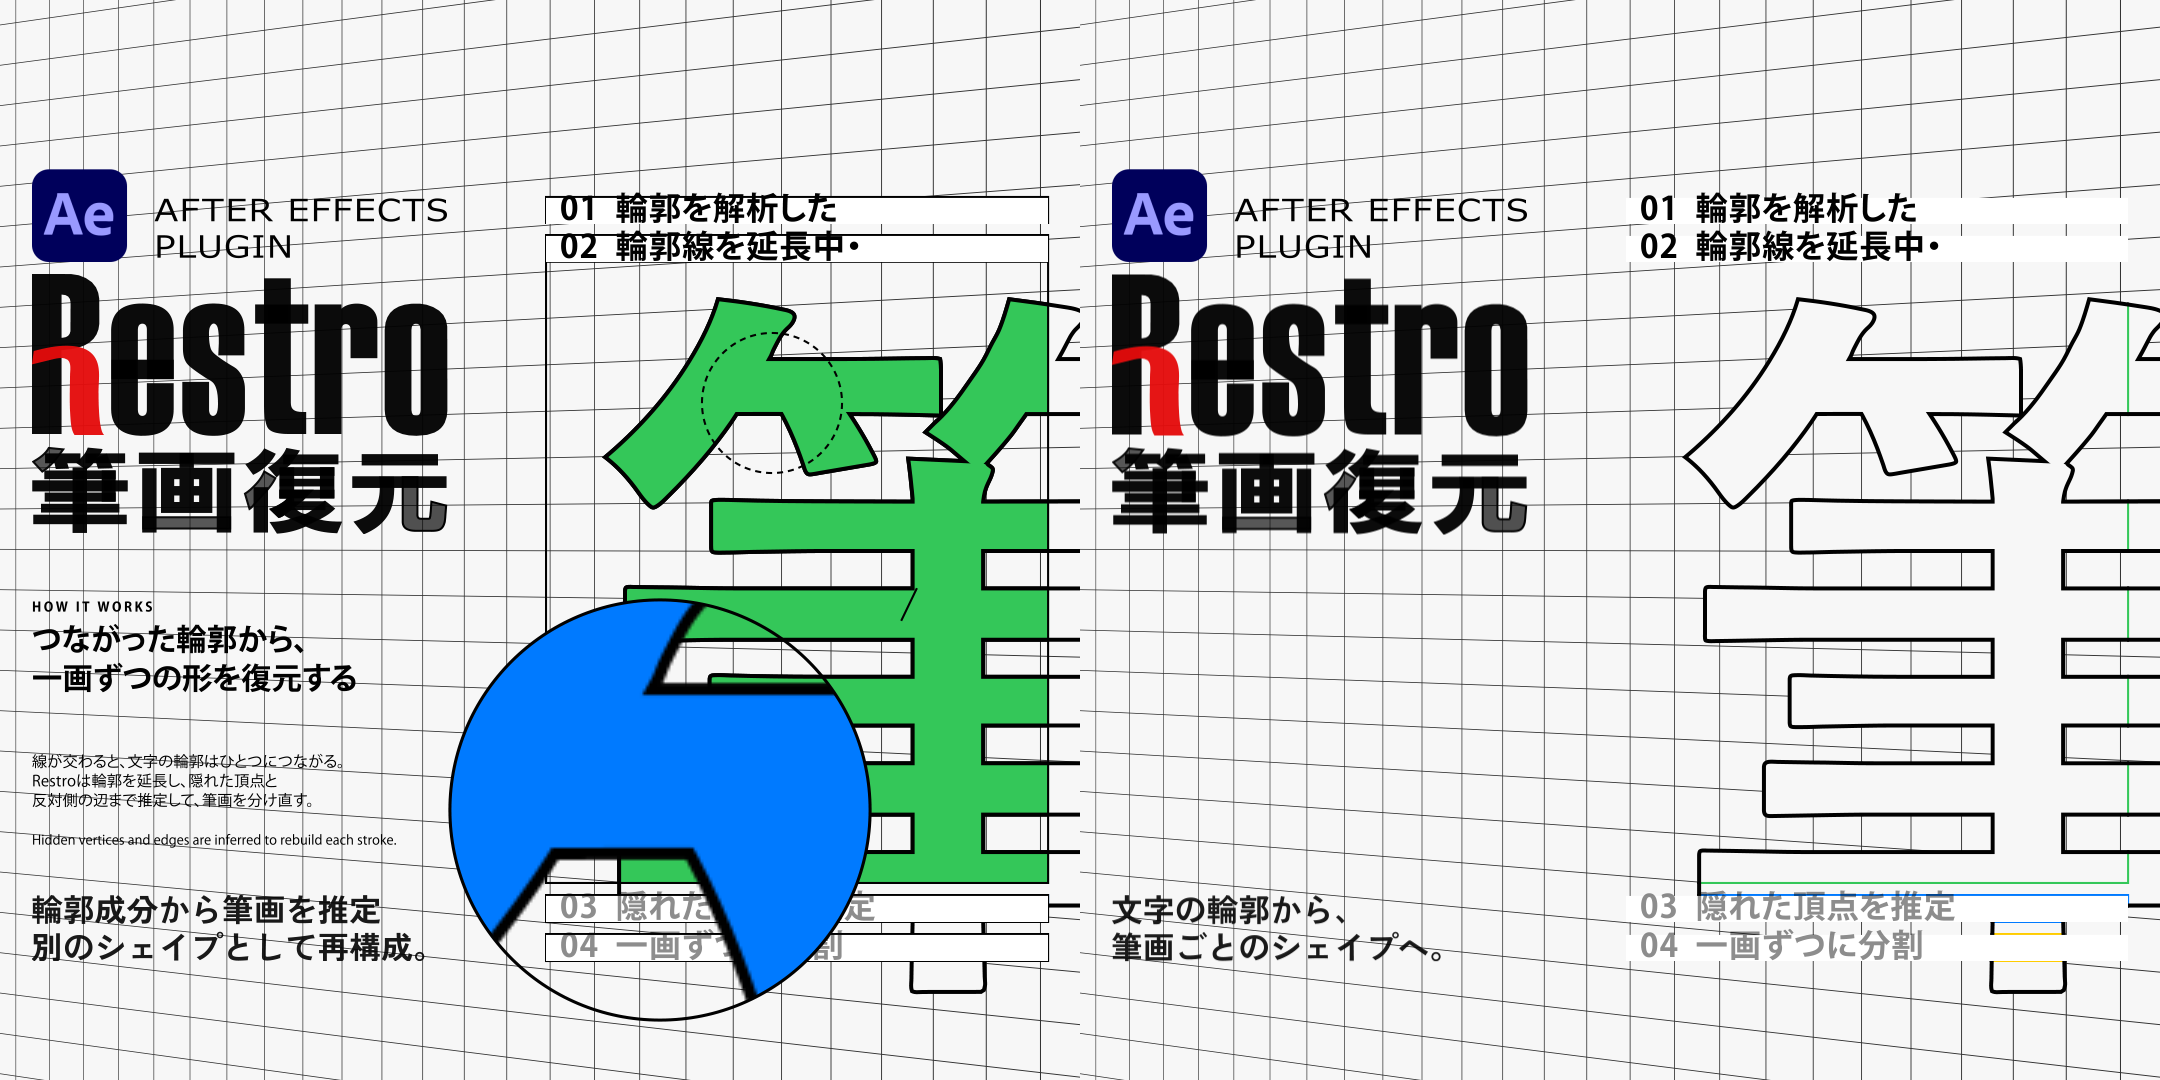 Ae
AFTER EFFECTS
PLUGIN
Restro
筆画復元
HOW IT WORKS
つながった輪郭から、
一画ずつの形を復元する
線が交わると、文字の輪郭はひとつにつながる。
Restroは輪郭を延長し、隠れた頂点と
反対側の辺まで推定して、筆画を分け直す。
Hidden vertices and edges are inferred to rebuild each stroke.
輪郭成分から筆画を推定
別のシェイプとして再構成。
01 輪郭を解析した
02 輪郭線を延長中・
03 隠れた 定
04 一画ず 割
Ae
AFTER EFFECTS
PLUGIN
Restro
筆画復元
文字の輪郭から、
筆画ごとのシェイプへ。
01 輪郭を解析した
02 輪郭線を延長中・
03 隠れた頂点を推定
04 一画ずつに分割